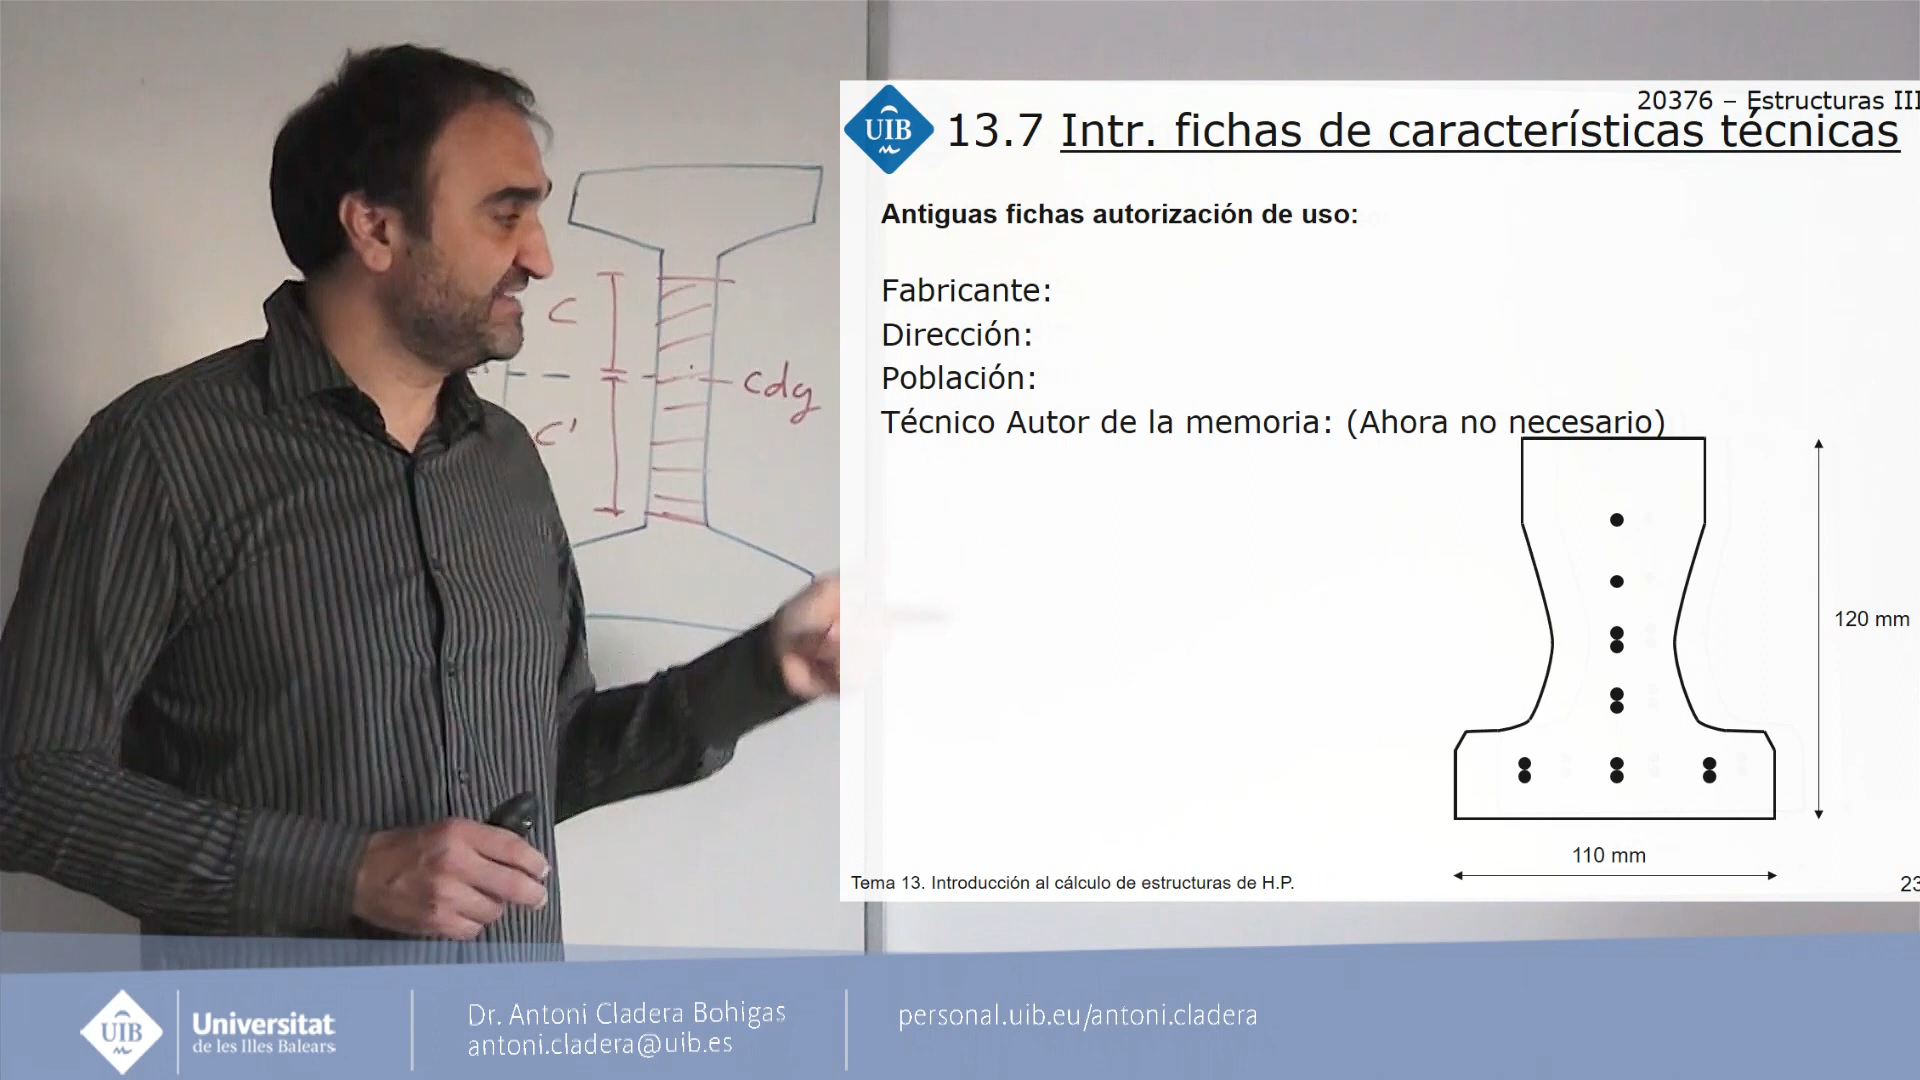 C
C'
cdg
UIB
20376 – Estructuras III
13.7 Intr. fichas de características técnicas
Antiguas fichas autorización de uso:
Fabricante:
Dirección:
Población:
Técnico Autor de la memoria: (Ahora no necesario)
120 mm
110 mm
Tema 13. Introducción al cálculo de estructuras de H.P.
23
UIB
Universitat
de les Illes Balears
Dr. Antoni Cladera Bohigas
antoni.cladera@uib.es
personal.uib.eu/antoni.cladera